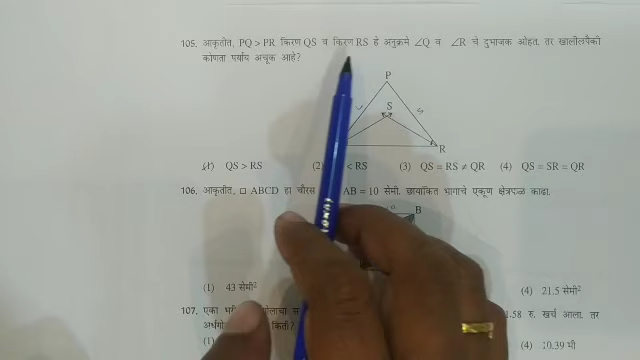 105. आकृतीत, PQ > PR किरण QS व किरण RS हे अनुक्रमे ∠Q व ∠R चे दुभाजक आहेत. तर खालीलपैकी
कोणता पर्याय अचूक आहे?
P
S
R
(1) QS > RS (2) < RS (3) QS = RS ≠ QR (4) QS = SR = QR
106. आकृतीत, □ ABCD हा चौरस AB = 10 सेमी. छायांकित भागाचे एकूण क्षेत्रफळ काढा.
B
(1) 43 सेमी² (4) 21.5 सेमी²
107. एका 1.58 रु. खर्च आला. तर
किती?
(1) (4) 10.39 मी